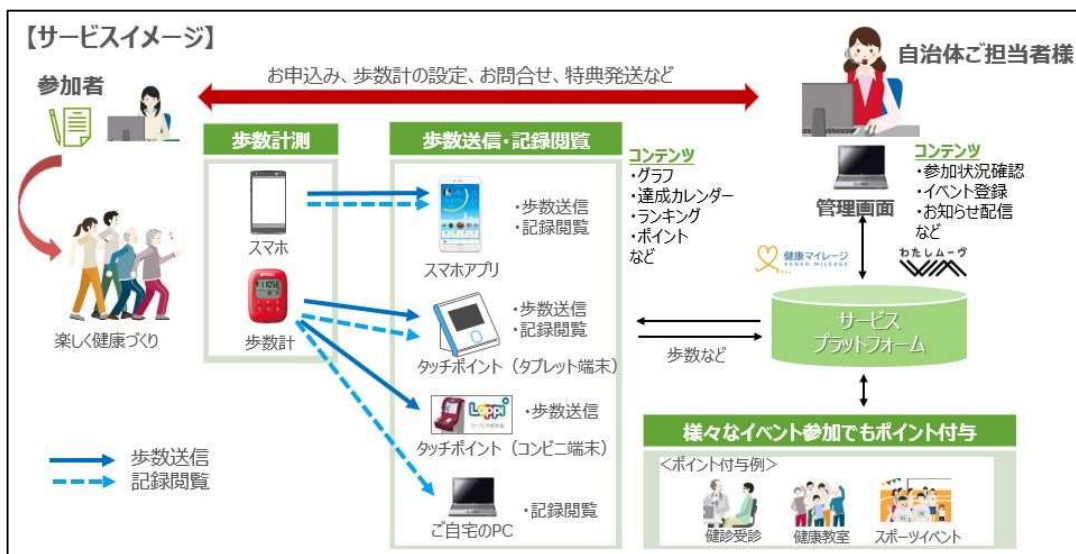 【サービスイメージ】
参加者
自治体ご担当者様
お申込み、歩数計の設定、お問合せ、特典発送など
歩数計測
スマホ
歩数計
歩数送信・記録閲覧
・歩数送信
・記録閲覧
スマホアプリ
・歩数送信
・記録閲覧
タッチポイント（タブレット端末）
Loppi
・歩数送信
タッチポイント（コンビニ端末）
・記録閲覧
ご自宅のPC
コンテンツ
・グラフ
・達成カレンダー
・ランキング
・ポイント
など
管理画面
コンテンツ
・参加状況確認
・イベント登録
・お知らせ配信
など
健康マイレージ
KENKO MILEAGE
わたしムーヴ
サービス
プラットフォーム
歩数など
楽しく健康づくり
歩数送信
記録閲覧
様々なイベント参加でもポイント付与
＜ポイント付与例＞
健診受診
健康教室
スポーツイベント